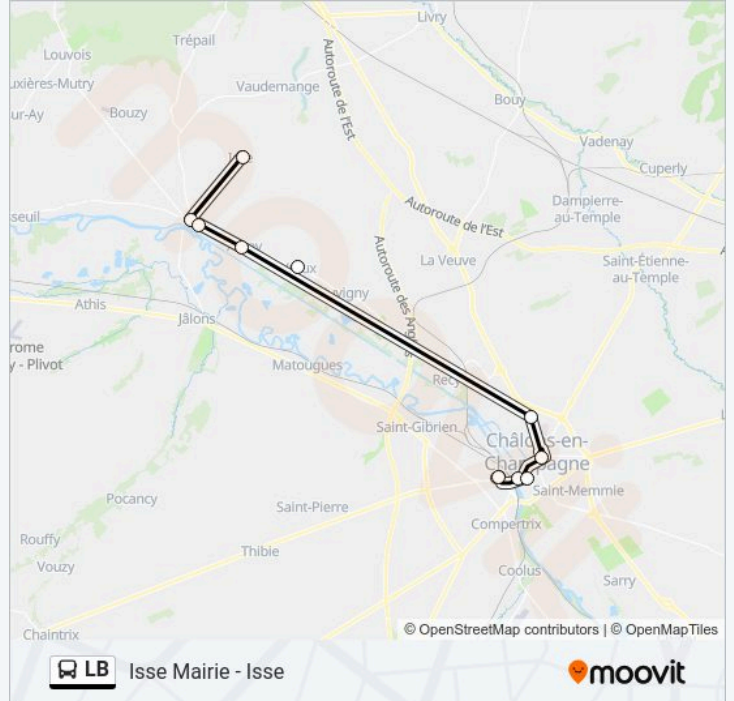 Livry
Trépail
Louvois
uxières-Mutry
Vaudemange
Autoroute de l'Est
Bouy
ur-Ay
Bouzy
Vadenay
Cuperly
Dampierre-
au-Temple
Autoroute de l'Est
seuil
La Veuve
Saint-Étienne-
au-Temple
Autoroute des Anglais
Athis
Jâlons
rome
y - Plivot
Matougues
Recy
Saint-Gibrien
Châlons-en-
Champagne
Saint-Memmie
Pocancy
Saint-Pierre
Compertrix
Rouffy
Thibie
Vouzy
Coolus
Sarry
Chaintrix
© OpenStreetMap contributors | © OpenMapTiles
LB Isse Mairie - Isse
moovit